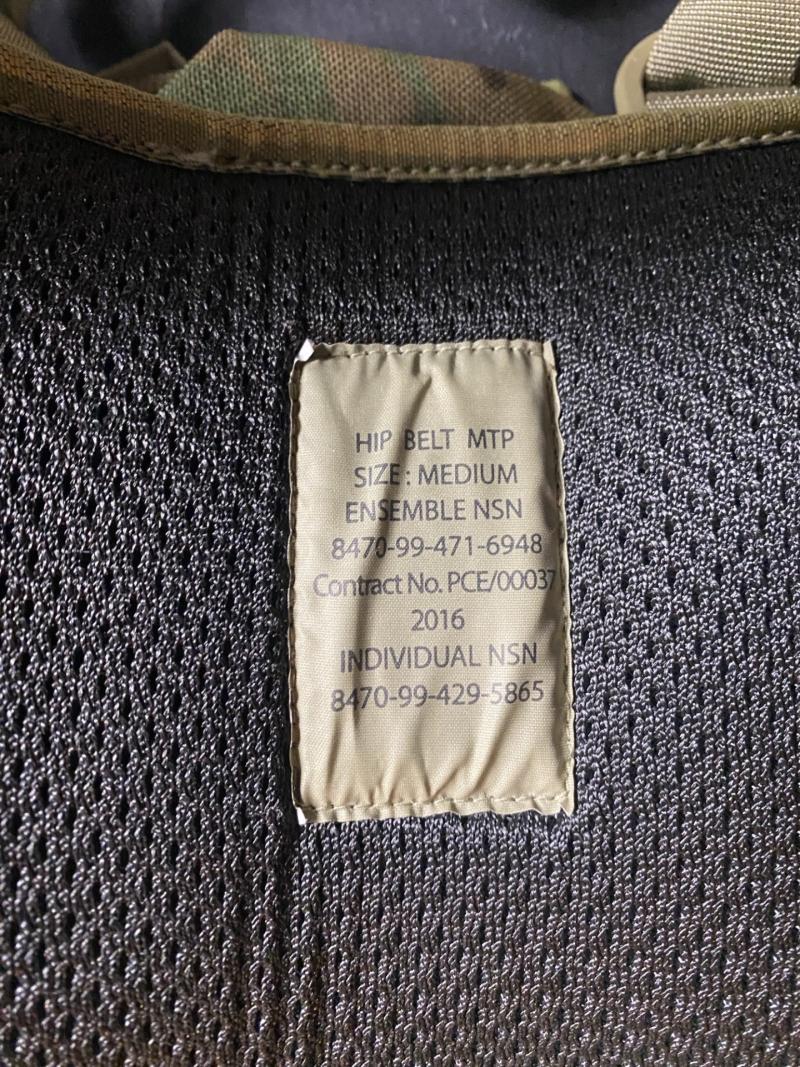 HIP BELT MTP
SIZE: MEDIUM
ENSEMBLE NSN
8470-99-471-6948
Contract No. PCE/00037
2016
INDIVIDUAL NSN
8470-99-429-5865